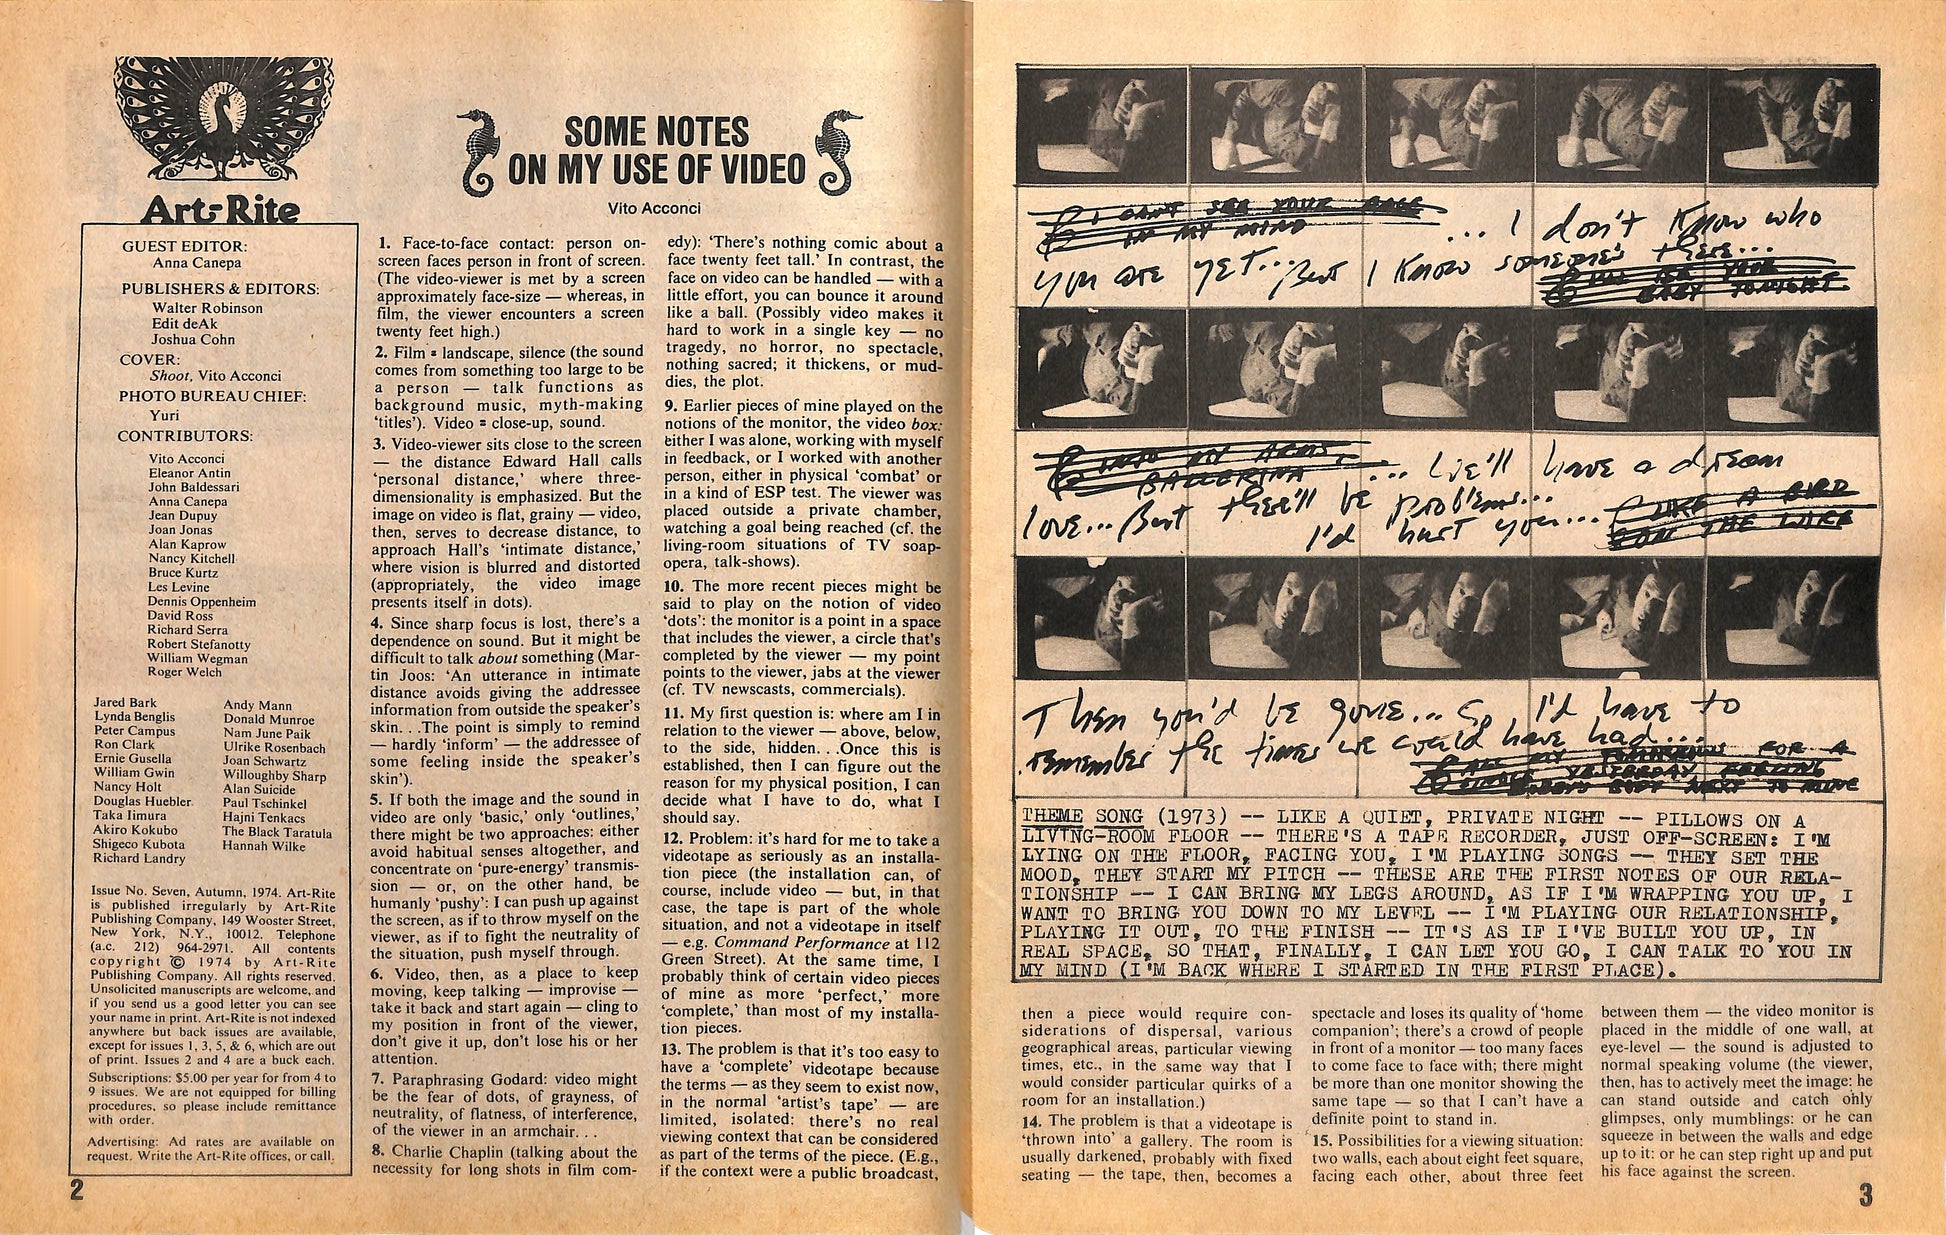 Art-Rite
GUEST EDITOR:
Anna Canepa
PUBLISHERS & EDITORS:
Walter Robinson
Edit deAk
Joshua Cohn
COVER:
Shoot, Vito Acconci
PHOTO BUREAU CHIEF:
Yuri
CONTRIBUTORS:
Vito Acconci
Eleanor Antin
John Baldessari
Anna Canepa
Jean Dupuy
Joan Jonas
Alan Kaprow
Nancy Kitchell
Bruce Kurtz
Les Levine
Dennis Oppenheim
David Ross
Richard Serra
Robert Stefanotty
William Wegman
Roger Welch
Jared Bark
Lynda Benglis
Peter Campus
Ron Clark
Ernie Gusella
William Gwin
Nancy Holt
Douglas Huebler
Taka Iimura
Akiro Kokubo
Shigeco Kubota
Richard Landry
Andy Mann
Donald Munroe
Nam June Paik
Ulrike Rosenbach
Joan Schwartz
Willoughby Sharp
Alan Suicide
Paul Tschinkel
Hajni Tenkacs
The Black Taratula
Hannah Wilke
Issue No. Seven, Autumn, 1974. Art-Rite
is published irregularly by Art-Rite
Publishing Company, 149 Wooster Street,
New York, N.Y., 10012. Telephone
(a.c. 212) 964-2971. All contents
copyright © 1974 by Art-Rite
Publishing Company. All rights reserved.
Unsolicited manuscripts are welcome, and
if you send us a good letter you can see
your name in print. Art-Rite is not indexed
anywhere but back issues are available,
except for issues 1, 3, 5, & 6, which are out
of print. Issues 2 and 4 are a buck each.
Subscriptions: $5.00 per year for from 4 to
9 issues. We are not equipped for billing
procedures, so please include remittance
with order.
Advertising: Ad rates are available on
request. Write the Art-Rite offices, or call.
2
SOME NOTES
ON MY USE OF VIDEO
Vito Acconci
1. Face-to-face contact: person on-
screen faces person in front of screen.
(The video-viewer is met by a screen
approximately face-size — whereas, in
film, the viewer encounters a screen
twenty feet high.)
2. Film = landscape, silence (the sound
comes from something too large to be
a person — talk functions as
background music, myth-making
‘titles’). Video = close-up, sound.
3. Video-viewer sits close to the screen
— the distance Edward Hall calls
‘personal distance,’ where three-
dimensionality is emphasized. But the
image on video is flat, grainy — video,
then, serves to decrease distance, to
approach Hall's ‘intimate distance,’
where vision is blurred and distorted
(appropriately, the video image
presents itself in dots).
4. Since sharp focus is lost, there's a
dependence on sound. But it might be
difficult to talk about something (Mar-
tin Joos: ‘An utterance in intimate
distance avoids giving the addressee
information from outside the speaker's
skin. . .The point is simply to remind
— hardly ‘inform’ — the addressee of
some feeling inside the speaker's
skin’).
5. If both the image and the sound in
video are only ‘basic,’ only ‘outlines,’
there might be two approaches: either
avoid habitual senses altogether, and
concentrate on ‘pure-energy’ transmis-
sion — or, on the other hand, be
humanly ‘pushy’: I can push up against
the screen, as if to throw myself on the
viewer, as if to fight the neutrality of
the situation, push myself through.
6. Video, then, as a place to keep
moving, keep talking — improvise —
take it back and start again — cling to
my position in front of the viewer,
don't give it up, don't lose his or her
attention.
7. Paraphrasing Godard: video might
be the fear of dots, of grayness, of
neutrality, of flatness, of interference,
of the viewer in an armchair. . .
8. Charlie Chaplin (talking about the
necessity for long shots in film com-
edy): ‘There's nothing comic about a
face twenty feet tall.’ In contrast, the
face on video can be handled — with a
little effort, you can bounce it around
like a ball. (Possibly video makes it
hard to work in a single key — no
tragedy, no horror, no spectacle,
nothing sacred; it thickens, or mud-
dies, the plot.
9. Earlier pieces of mine played on the
notions of the monitor, the video box:
either I was alone, working with myself
in feedback, or I worked with another
person, either in physical ‘combat’ or
in a kind of ESP test. The viewer was
placed outside a private chamber,
watching a goal being reached (cf. the
living-room situations of TV soap-
opera, talk-shows).
10. The more recent pieces might be
said to play on the notion of video
‘dots’: the monitor is a point in a space
that includes the viewer, a circle that's
completed by the viewer — my point
points to the viewer, jabs at the viewer
(cf. TV newscasts, commercials).
11. My first question is: where am I in
relation to the viewer — above, below,
to the side, hidden. . .Once this is
established, then I can figure out the
reason for my physical position, I can
decide what I have to do, what I
should say.
12. Problem: it's hard for me to take a
videotape as seriously as an installa-
tion piece (the installation can, of
course, include video — but, in that
case, the tape is part of the whole
situation, and not a videotape in itself
— e.g. Command Performance at 112
Green Street). At the same time, I
probably think of certain video pieces
of mine as more ‘perfect,’ more
‘complete,’ than most of my installa-
tion pieces.
13. The problem is that it's too easy to
have a ‘complete’ videotape because
the terms — as they seem to exist now,
in the normal ‘artist's tape’ — are
limited, isolated: there's no real
viewing context that can be considered
as part of the terms of the piece. (E.g.,
if the context were a public broadcast,
I CAN'T SEE YOUR FACE
IN MY MIND
... I don't know who
you are yet... But I know someone's there...
INTO MY ARMS
BALLERINA
... We'll have a dream
love... But there'll be problems...
I'd hurt you...
LIKE A BIRD
ON THE WIRE
Then you'd be gone... So I'd have to
remember the times we could have had...
THEME SONG (1973) -- LIKE A QUIET, PRIVATE NIGHT -- PILLOWS ON A
LIVING-ROOM FLOOR -- THERE'S A TAPE RECORDER, JUST OFF-SCREEN: I'M
LYING ON THE FLOOR, FACING YOU, I'M PLAYING SONGS -- THEY SET THE
MOOD, THEY START MY PITCH -- THESE ARE THE FIRST NOTES OF OUR RELA-
TIONSHIP -- I CAN BRING MY LEGS AROUND, AS IF I'M WRAPPING YOU UP, I
WANT TO BRING YOU DOWN TO MY LEVEL -- I'M PLAYING OUR RELATIONSHIP,
PLAYING IT OUT, TO THE FINISH -- IT'S AS IF I'VE BUILT YOU UP, IN
REAL SPACE, SO THAT, FINALLY, I CAN LET YOU GO, I CAN TALK TO YOU IN
MY MIND (I'M BACK WHERE I STARTED IN THE FIRST PLACE).
then a piece would require con-
siderations of dispersal, various
geographical areas, particular viewing
times, etc., in the same way that I
would consider particular quirks of a
room for an installation.)
14. The problem is that a videotape is
‘thrown into’ a gallery. The room is
usually darkened, probably with fixed
seating — the tape, then, becomes a
spectacle and loses its quality of ‘home
companion’; there's a crowd of people
in front of a monitor — too many faces
to come face to face with; there might
be more than one monitor showing the
same tape — so that I can't have a
definite point to stand in.
15. Possibilities for a viewing situation:
two walls, each about eight feet square,
facing each other, about three feet
between them — the video monitor is
placed in the middle of one wall, at
eye-level — the sound is adjusted to
normal speaking volume (the viewer,
then, has to actively meet the image: he
can stand outside and catch only
glimpses, only mumblings: or he can
squeeze in between the walls and edge
up to it: or he can step right up and put
his face against the screen.
3